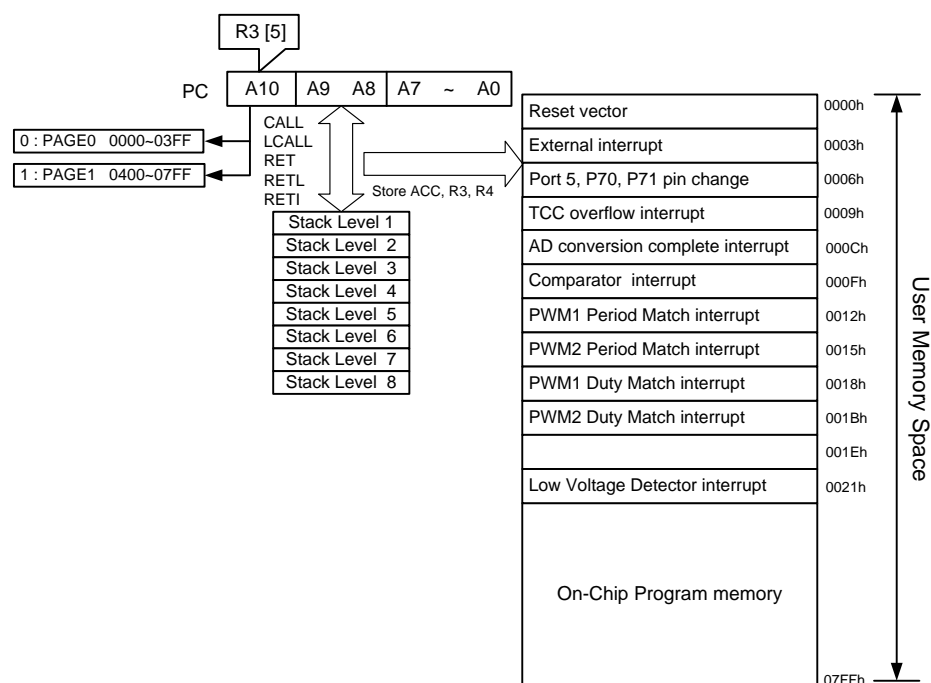 R3 [5]
PC A10 A9 A8 A7 ~ A0
0 : PAGE0 0000~03FF
1 : PAGE1 0400~07FF
CALL
LCALL
RET
RETL
RETI
Store ACC, R3, R4
Stack Level 1
Stack Level 2
Stack Level 3
Stack Level 4
Stack Level 5
Stack Level 6
Stack Level 7
Stack Level 8
Reset vector 0000h
External interrupt 0003h
Port 5, P70, P71 pin change 0006h
TCC overflow interrupt 0009h
AD conversion complete interrupt 000Ch
Comparator interrupt 000Fh
PWM1 Period Match interrupt 0012h
PWM2 Period Match interrupt 0015h
PWM1 Duty Match interrupt 0018h
PWM2 Duty Match interrupt 001Bh
001Eh
Low Voltage Detector interrupt 0021h
On-Chip Program memory
07FFh
User Memory Space